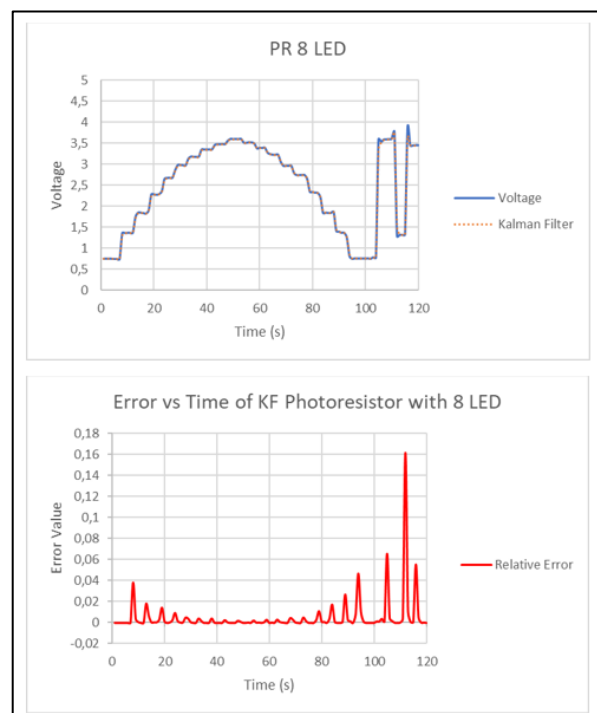 PR 8 LED
5
4,5
4
3,5
3
2,5
2
1,5
1
0,5
0
Voltage
0 20 40 60 80 100 120
Time (s)
Voltage
Kalman Filter
Error vs Time of KF Photoresistor with 8 LED
0,18
0,16
0,14
0,12
0,1
0,08
0,06
0,04
0,02
0
-0,02
Error Value
0 20 40 60 80 100 120
Time (s)
Relative Error